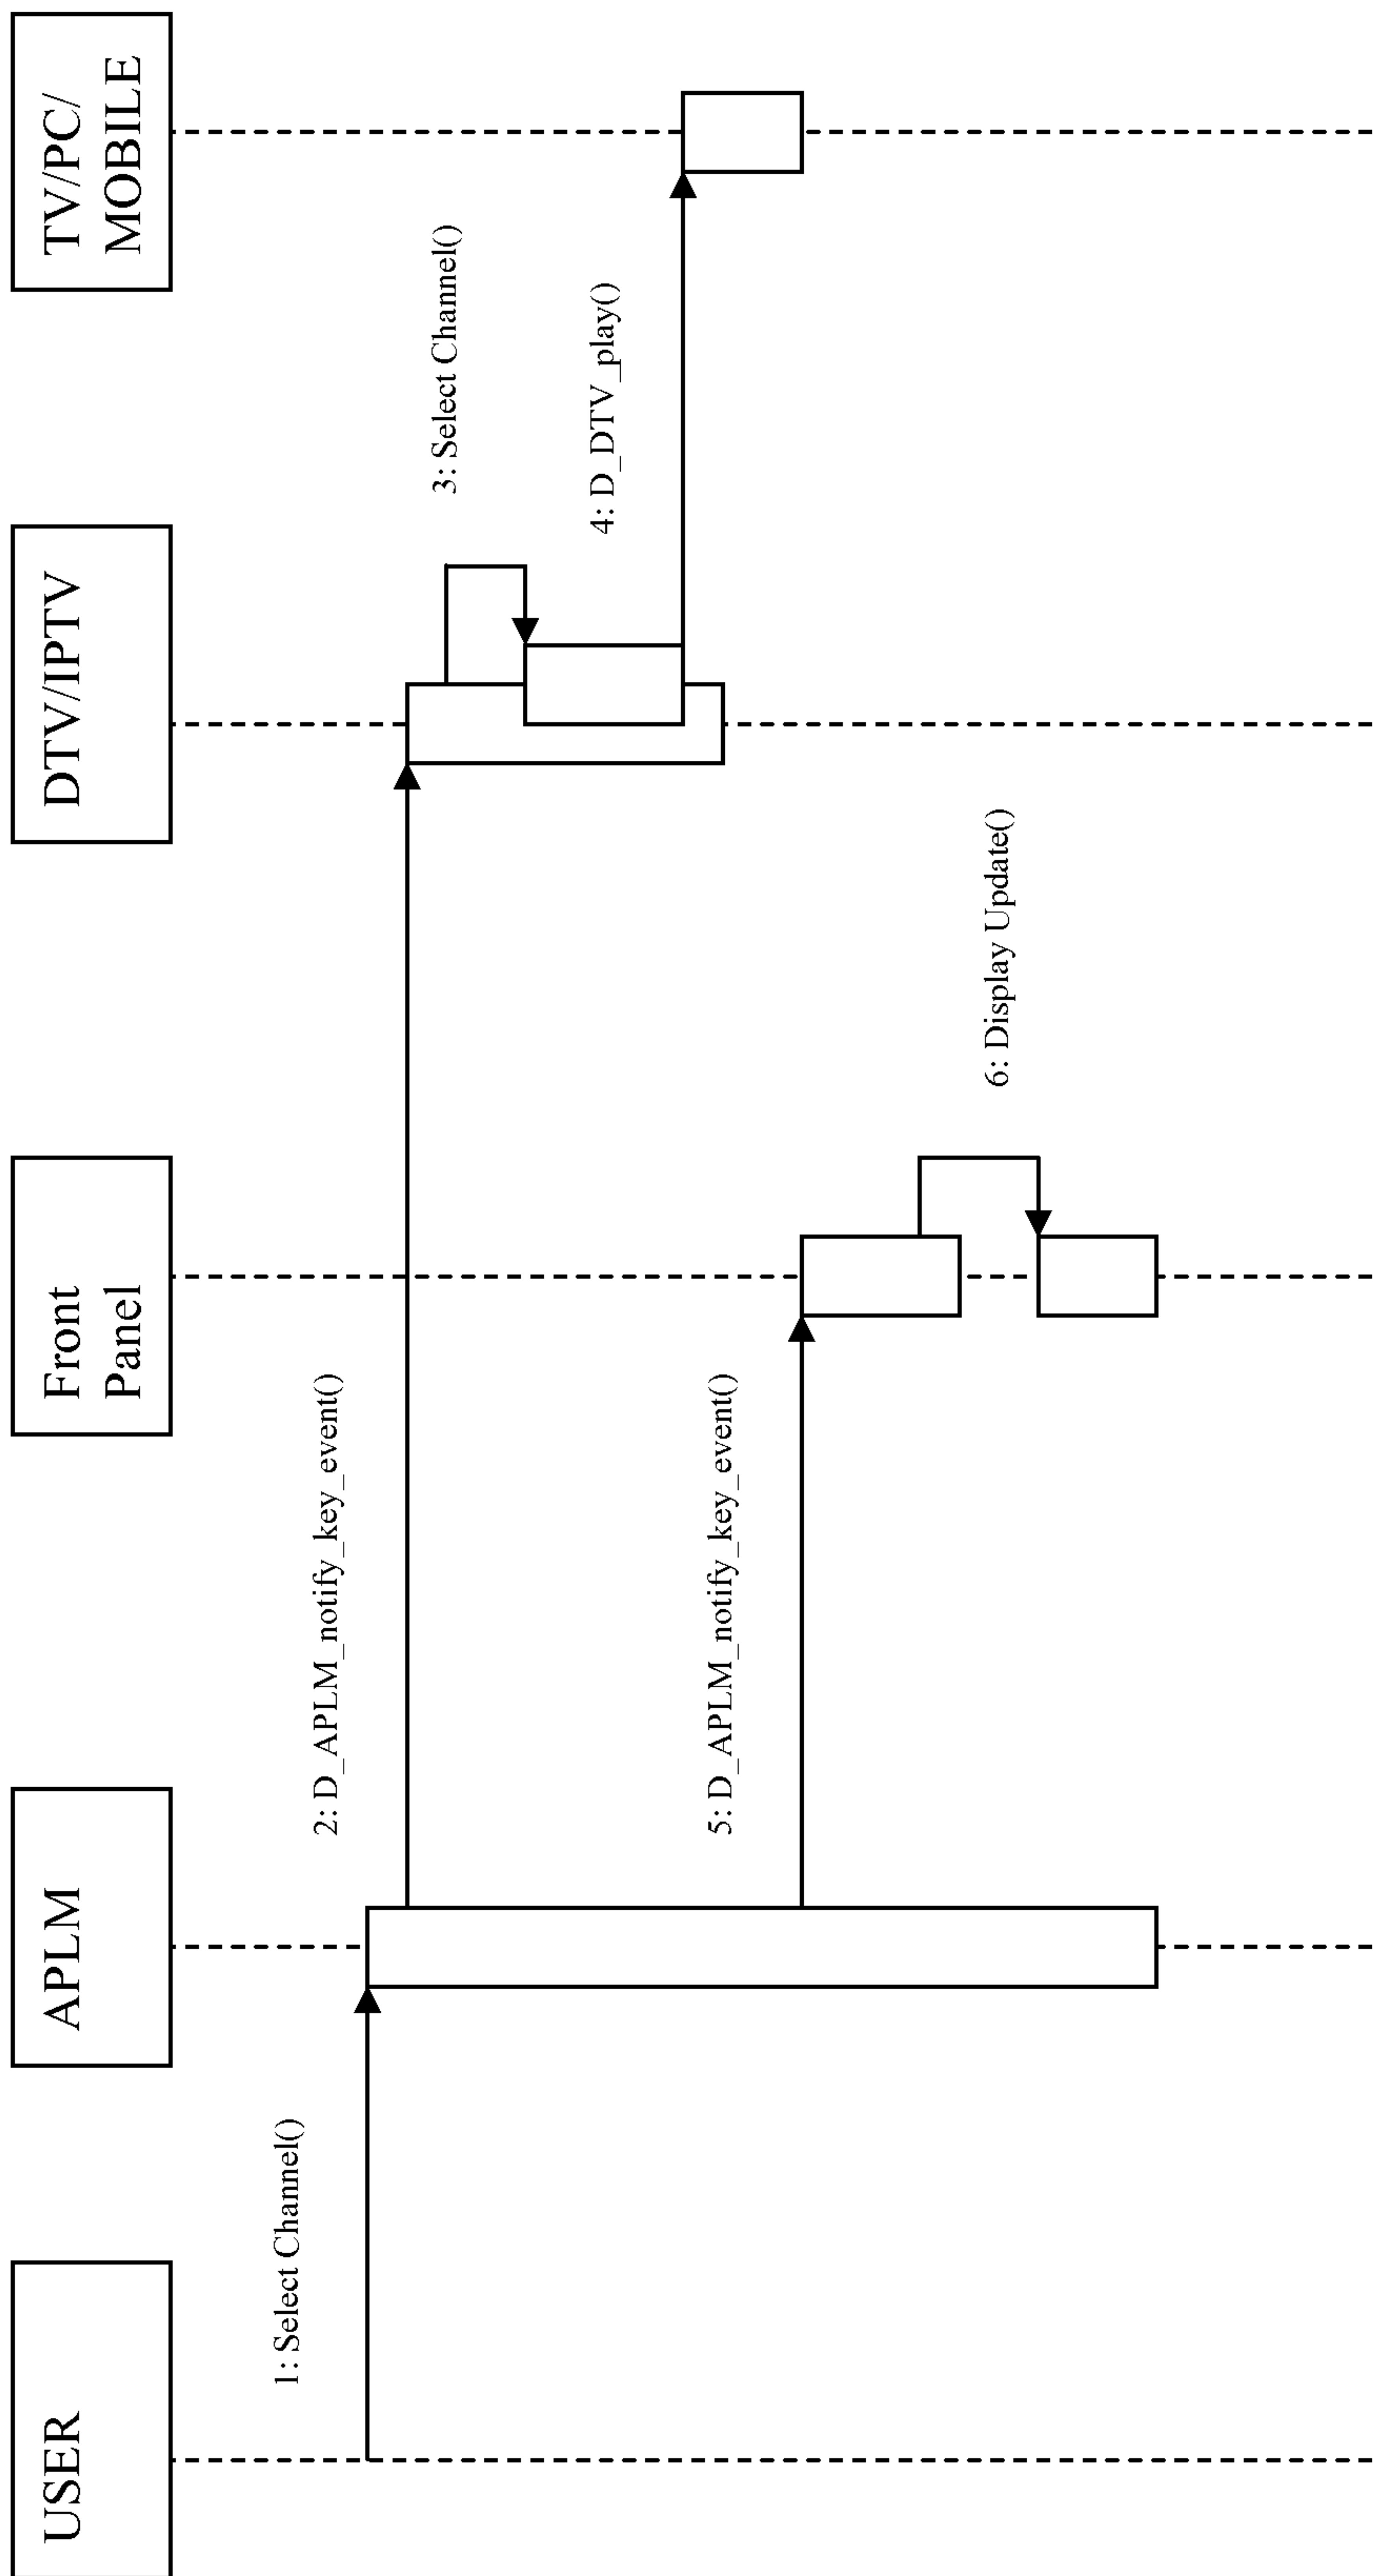 USER
APLM
Front
Panel
DTV/IPTV
TV/PC/
MOBILE
1: Select Channel()
2: D_APLM_notify_key_event()
3: Select Channel()
4: D_DTV_play()
5: D_APLM_notify_key_event()
6: Display Update()